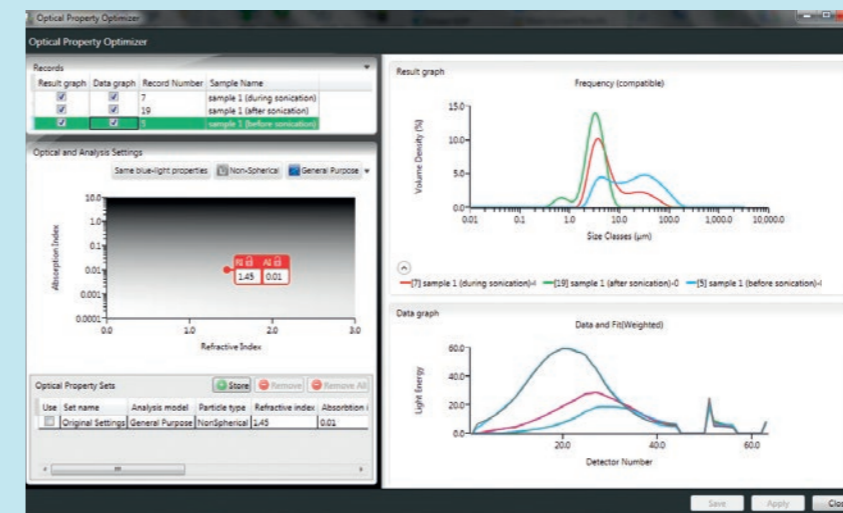 Optical Property Optimizer
Optical Property Optimizer
Records
Result graph Data graph Record Number Sample Name
7 sample 1 (during sonication)
19 sample 1 (after sonication)
5 sample 1 (before sonication)
Optical and Analysis Settings
Same blue-light properties Non-Spherical General Purpose
Absorption Index
10.0
1.0
0.1
0.01
0.001
0.0001
RI AI
1.45 0.01
0.0 1.0 2.0 3.0
Refractive Index
Optical Property Sets Store Remove Remove All
Use Set name Analysis model Particle type Refractive index Absorbtion i
Original Settings General Purpose NonSpherical 1.45 0.01
Result graph
Frequency (compatible)
Volume Density (%)
15.0
10.0
5.0
0.0
0.01 0.1 1.0 10.0 100.0 1,000.0 10,000.0
Size Classes (µm)
[7] sample 1 (during sonication)-( [19] sample 1 (after sonication)-0 [5] sample 1 (before sonication)-(
Data graph
Data and Fit(Weighted)
Light Energy
60.0
40.0
20.0
0.0
20.0 40.0 60.0
Detector Number
Save Apply Clos